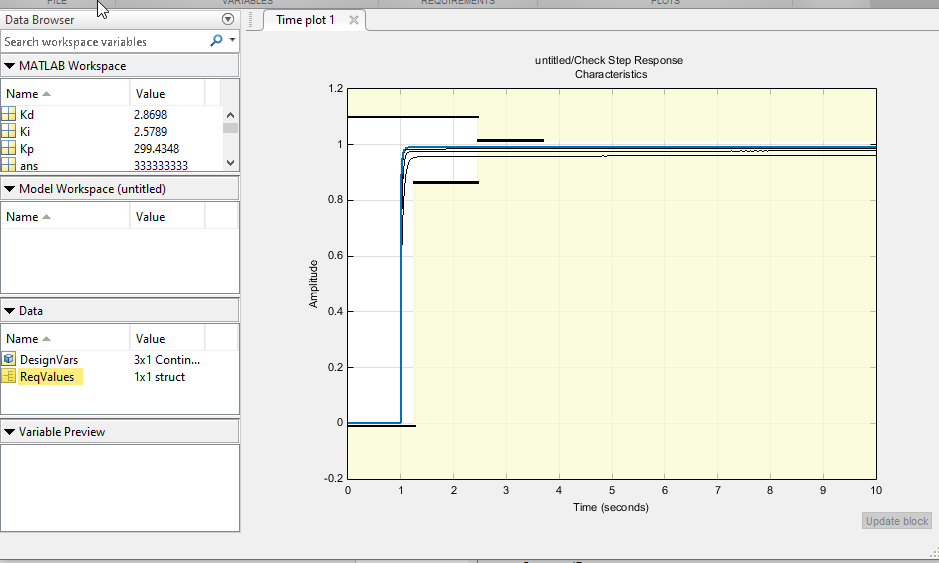 FILE
VARIABLES
REQUIREMENTS
PLOTS
Data Browser
Time plot 1
Search workspace variables
MATLAB Workspace
Name Value
Kd 2.8698
Ki 2.5789
Kp 299.4348
ans 333333333
Model Workspace (untitled)
Name Value
Data
Name Value
DesignVars 3x1 Contin...
ReqValues 1x1 struct
Variable Preview
untitled/Check Step Response
Characteristics
1.2
1
0.8
0.6
0.4
0.2
0
-0.2
Amplitude
0 1 2 3 4 5 6 7 8 9 10
Time (seconds)
Update block